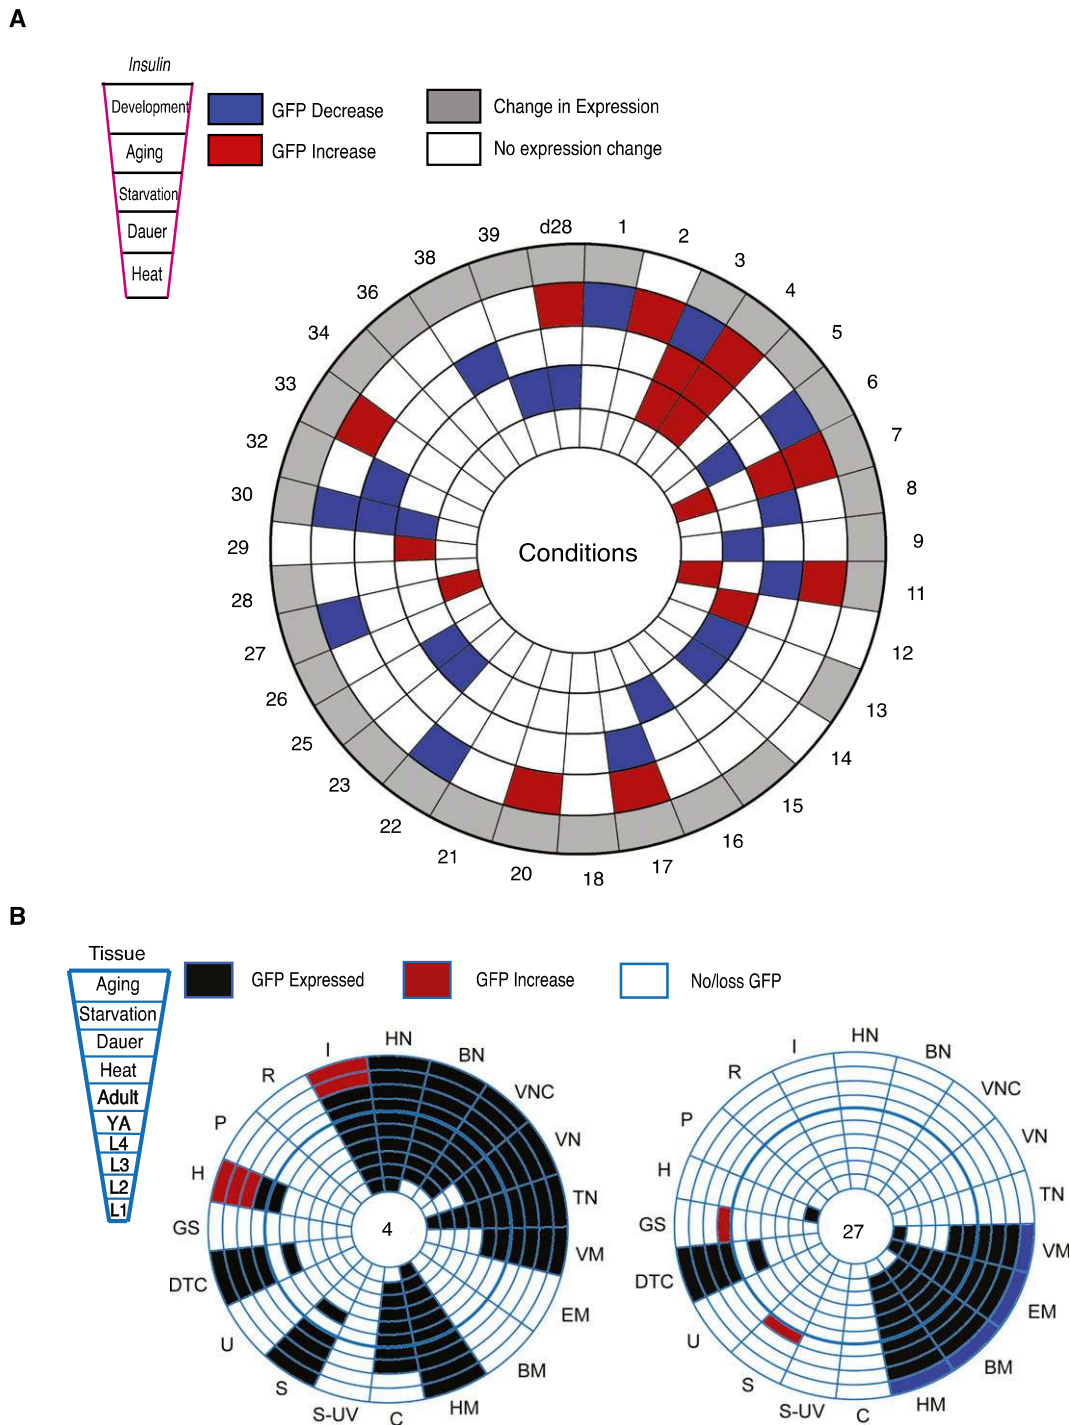 A
Insulin
Development
Aging
Starvation
Dauer
Heat
GFP Decrease
GFP Increase
Change in Expression
No expression change
d28
1
2
3
4
5
6
7
8
9
11
12
13
14
15
16
17
18
20
21
22
23
25
26
27
28
29
30
32
33
34
36
38
39
Conditions
B
Tissue
Aging
Starvation
Dauer
Heat
Adult
YA
L4
L3
L2
L1
GFP Expressed
GFP Increase
No/loss GFP
HN
BN
VNC
VN
TN
VM
EM
BM
HM
C
S-UV
S
U
DTC
GS
H
P
R
I
4
HN
BN
VNC
VN
TN
VM
EM
BM
HM
C
S-UV
S
U
DTC
GS
H
P
R
I
27